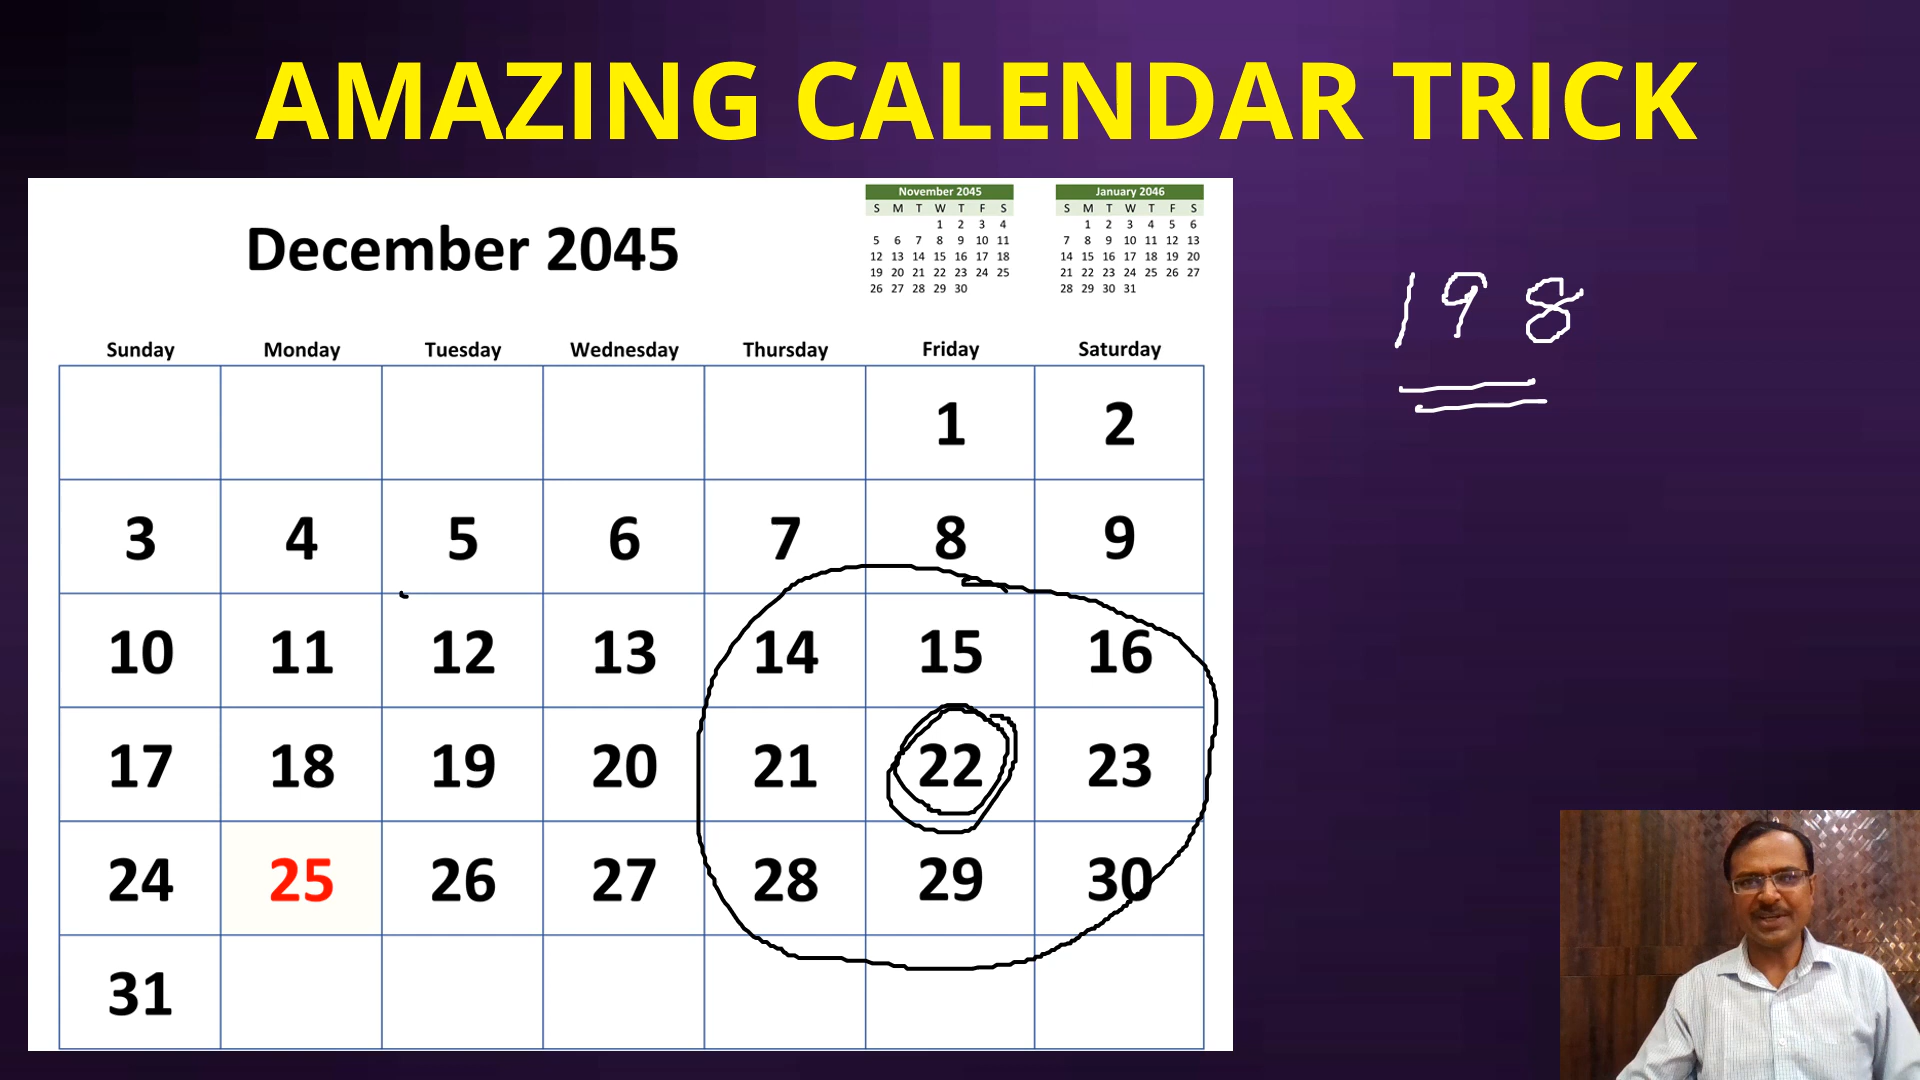 AMAZING CALENDAR TRICK
December 2045
November 2045
S M T W T F S
1 2 3 4
5 6 7 8 9 10 11
12 13 14 15 16 17 18
19 20 21 22 23 24 25
26 27 28 29 30
January 2046
S M T W T F S
1 2 3 4 5 6
7 8 9 10 11 12 13
14 15 16 17 18 19 20
21 22 23 24 25 26 27
28 29 30 31
Sunday Monday Tuesday Wednesday Thursday Friday Saturday
1 2
3 4 5 6 7 8 9
10 11 12 13 14 15 16
17 18 19 20 21 22 23
24 25 26 27 28 29 30
31
198